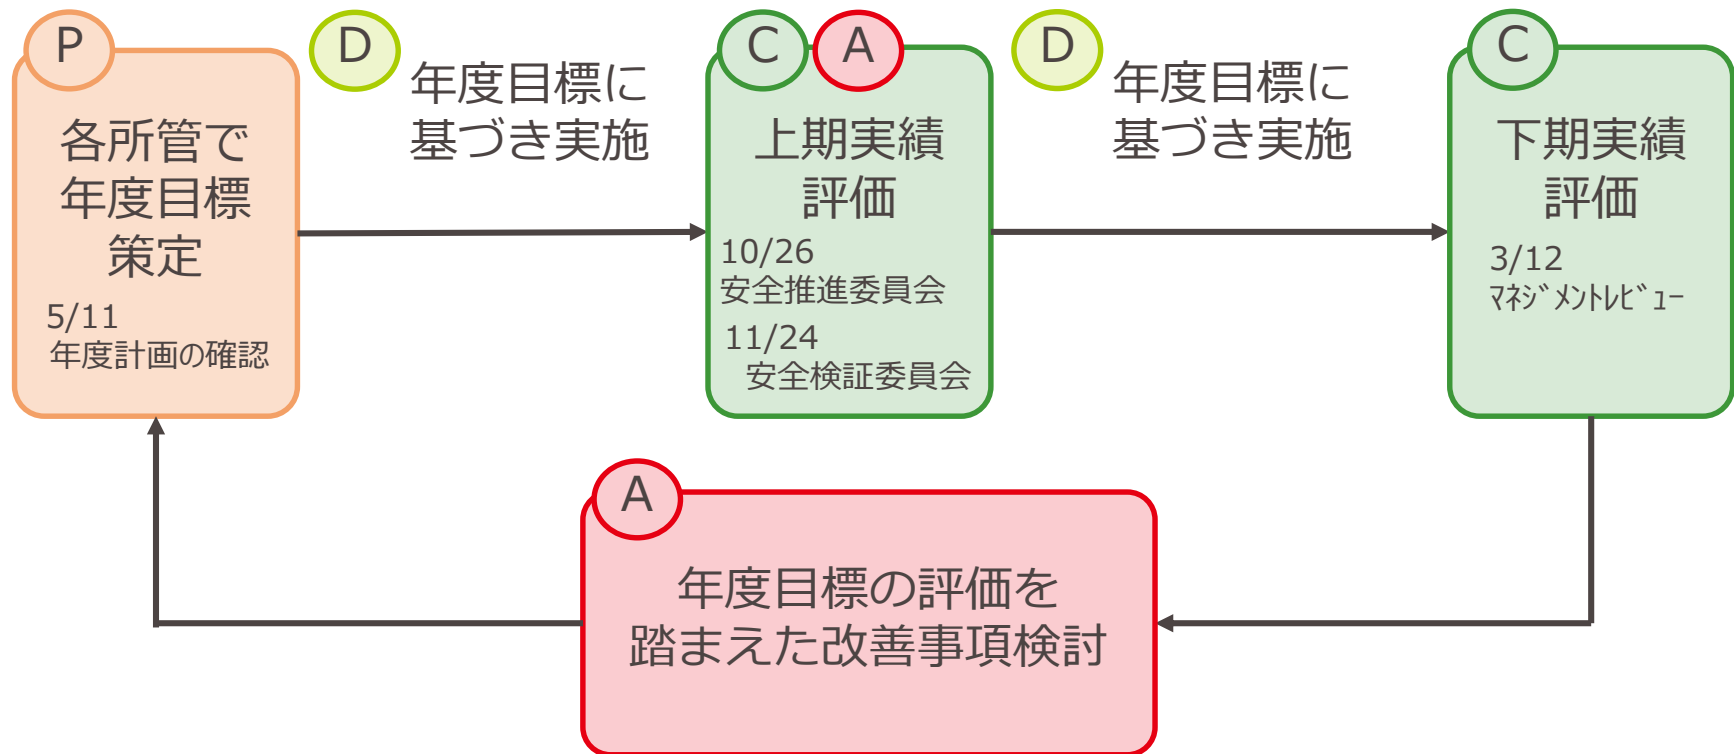 P
各所管で
年度目標
策定
5/11
年度計画の確認
D
年度目標に
基づき実施
C
A
上期実績
評価
10/26
安全推進委員会
11/24
安全検証委員会
D
年度目標に
基づき実施
C
下期実績
評価
3/12
ﾏﾈｼﾞﾒﾝﾄﾚﾋﾞｭｰ
A
年度目標の評価を
踏まえた改善事項検討